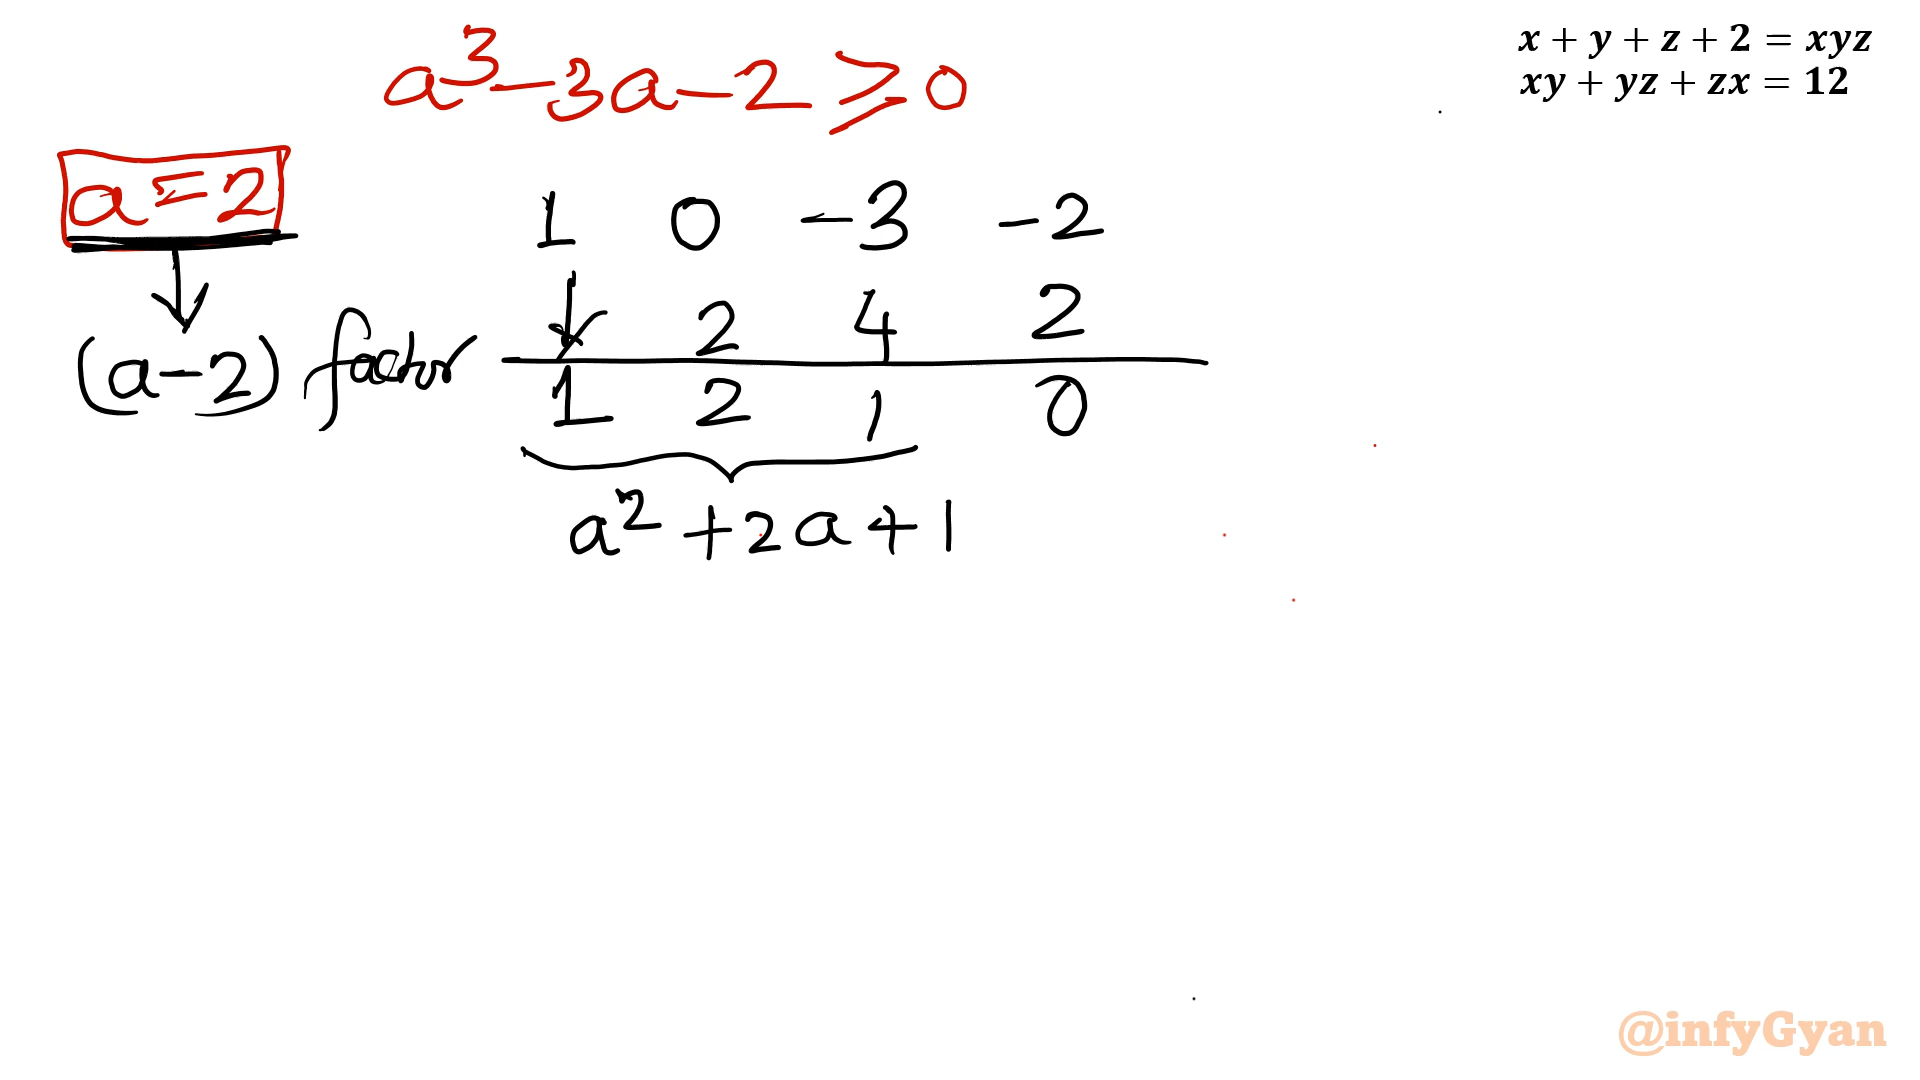 a³-3a-2⩾0
x + y + z + 2 = xyz
xy + yz + zx = 12
a=2
1 0 -3 -2
2 4 2
(a-2) factor
1 2 1 0
a²+2a+1
@infyGyan